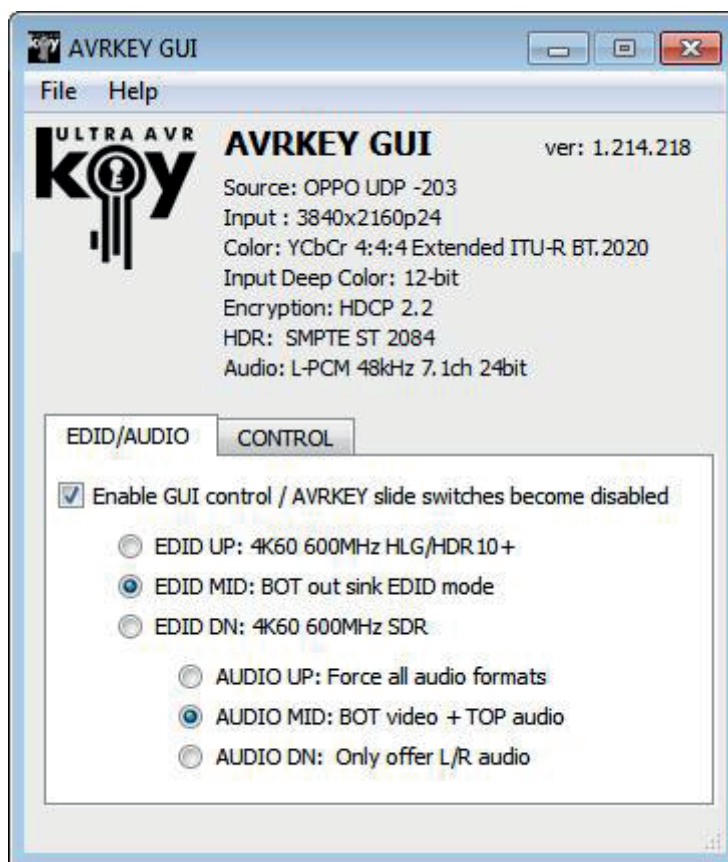 AVRKEY GUI
File Help
ULTRA AVR
key
AVRKEY GUI ver: 1.214.218
Source: OPPO UDP -203
Input : 3840x2160p24
Color: YCbCr 4:4:4 Extended ITU-R BT.2020
Input Deep Color: 12-bit
Encryption: HDCP 2.2
HDR: SMPTE ST 2084
Audio: L-PCM 48kHz 7.1ch 24bit
EDID/AUDIO CONTROL
Enable GUI control / AVRKEY slide switches become disabled
EDID UP: 4K60 600MHz HLG/HDR10+
EDID MID: BOT out sink EDID mode
EDID DN: 4K60 600MHz SDR
AUDIO UP: Force all audio formats
AUDIO MID: BOT video + TOP audio
AUDIO DN: Only offer L/R audio